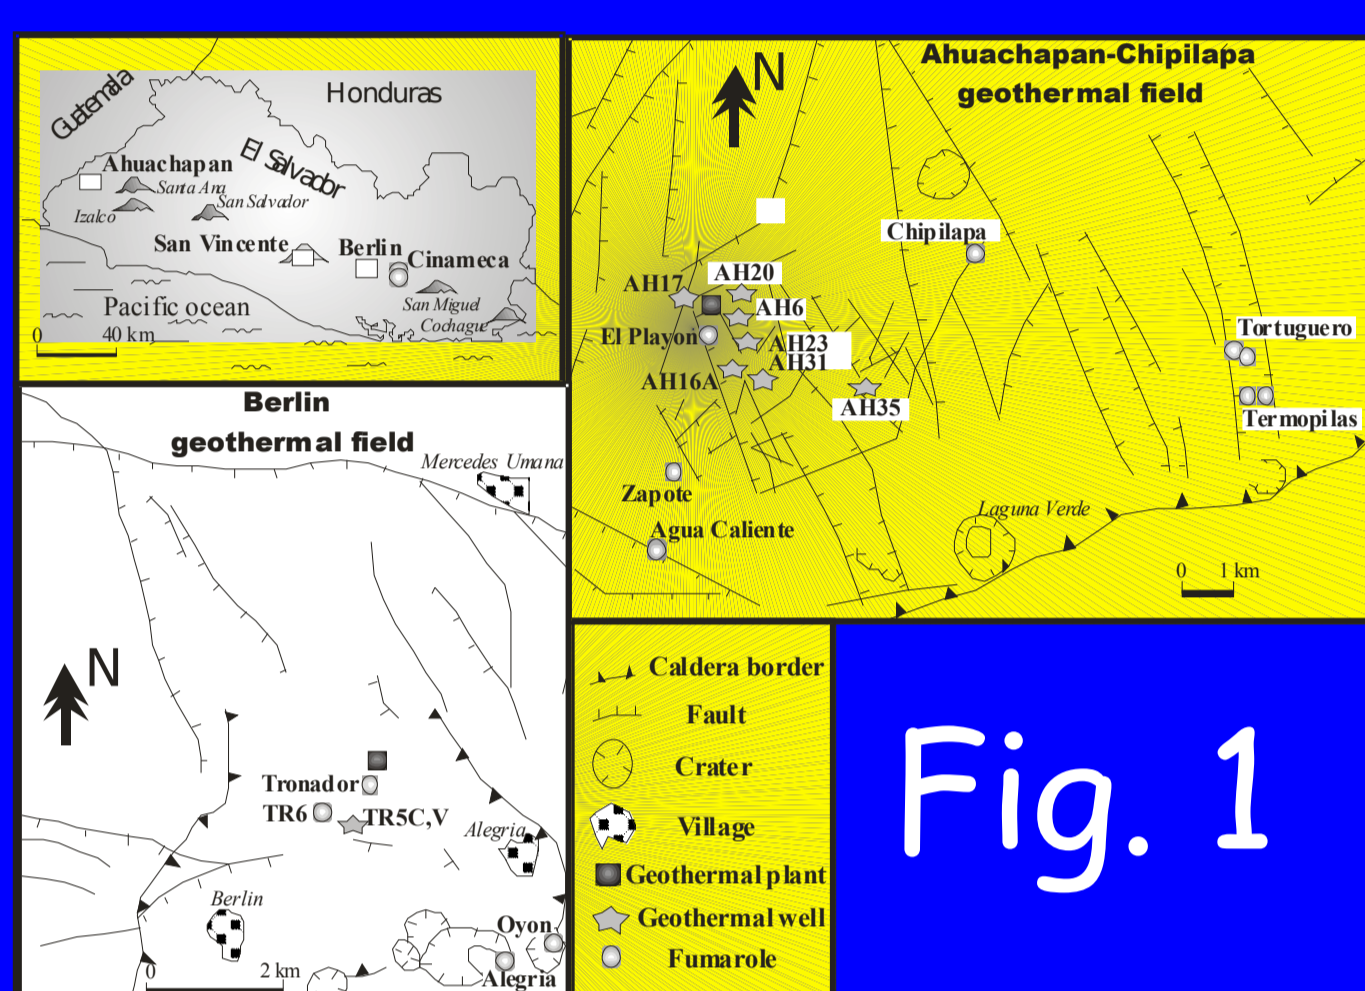 Guatemala
Honduras
El Salvador
Ahuachapan
Santa Ana
Izalco
San Salvador
San Vincente
Berlin
Cinameca
San Miguel
Cochague
Pacific ocean
0 40 km
Ahuachapan-Chipilapa
geothermal field
N
Chipilapa
AH17
AH20
AH6
El Playon
AH23
AH31
AH16A
AH35
Tortuguero
Termopilas
Zapote
Agua Caliente
Laguna Verde
0 1 km
Berlin
geothermal field
Mercedes Umana
N
Tronador
TR6
TR5C,V
Alegria
Berlin
Oyon
Alegria
0 2 km
Caldera border
Fault
Crater
Village
Geothermal plant
Geothermal well
Fumarole
Fig. 1